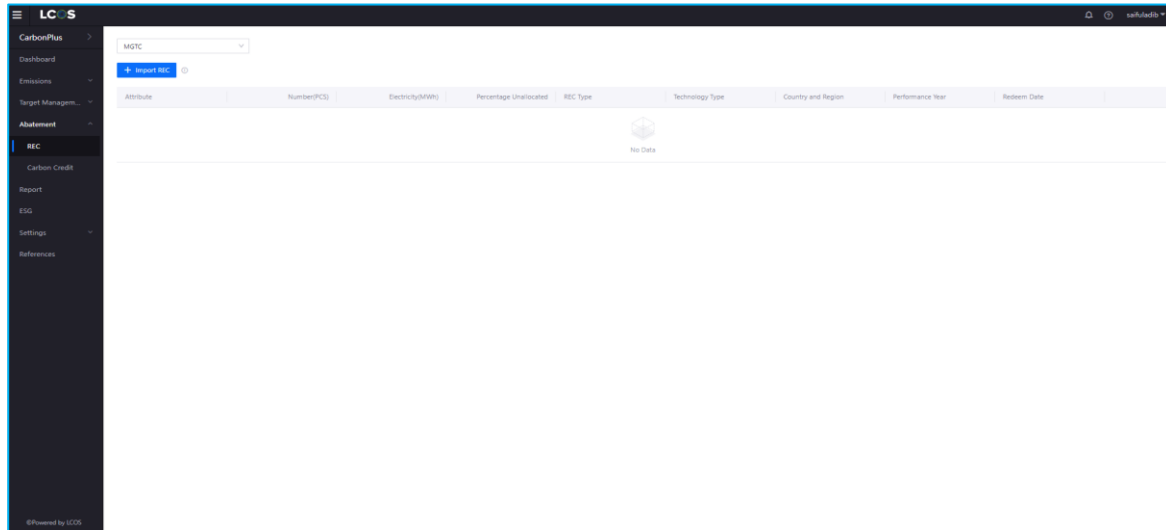 LCOS
saifuladib
CarbonPlus
Dashboard
Emissions
Target Managem...
Abatement
REC
Carbon Credit
Report
ESG
Settings
References
©Powered by LCOS
MGTC
+ Import REC
Attribute Number(PCS) Electricity(MWh) Percentage Unallocated REC Type Technology Type Country and Region Performance Year Redeem Date
No Data